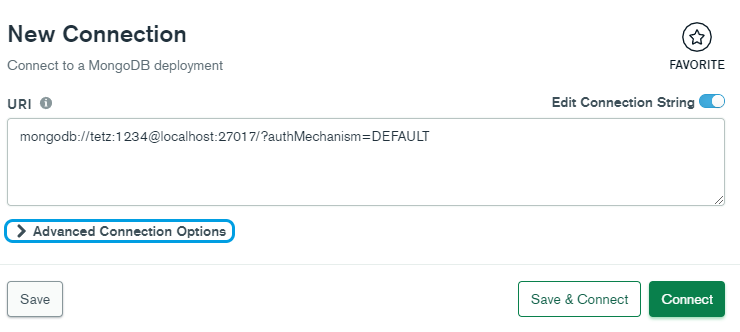 New Connection
Connect to a MongoDB deployment
FAVORITE
URI
Edit Connection String
mongodb://tetz:1234@localhost:27017/?authMechanism=DEFAULT
Advanced Connection Options
Save
Save & Connect
Connect